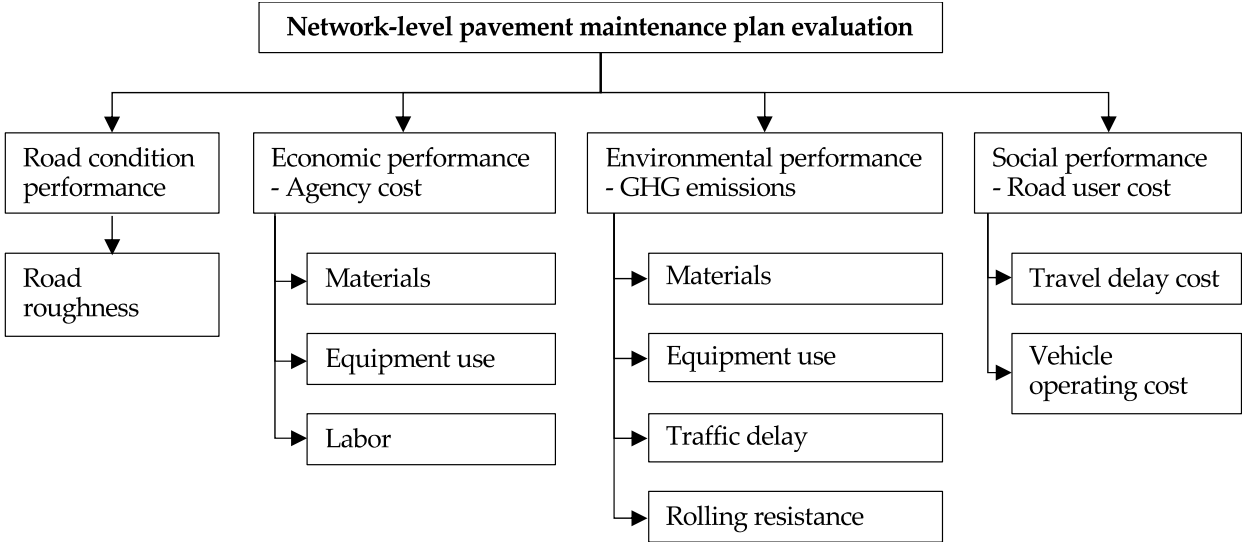 Network-level pavement maintenance plan evaluation
Road condition
performance
Road
roughness
Economic performance
- Agency cost
Materials
Equipment use
Labor
Environmental performance
- GHG emissions
Materials
Equipment use
Traffic delay
Rolling resistance
Social performance
- Road user cost
Travel delay cost
Vehicle
operating cost